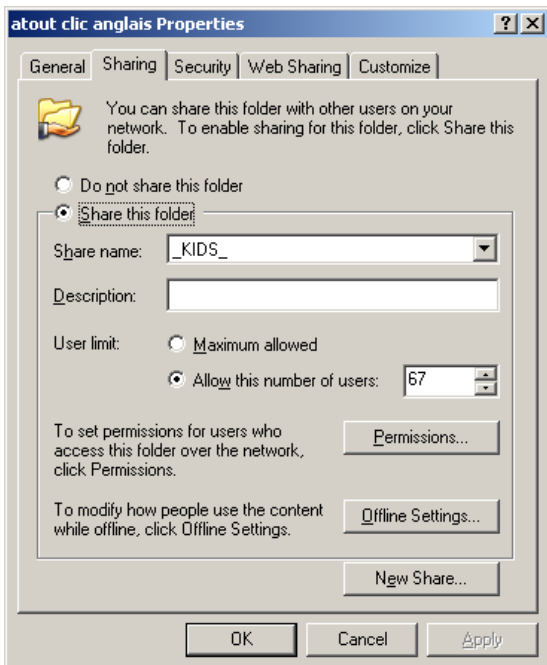 atout clic anglais Properties
General Sharing Security Web Sharing Customize
You can share this folder with other users on your
network. To enable sharing for this folder, click Share this
folder.
Do not share this folder
Share this folder
Share name: _KIDS_
Description:
User limit: Maximum allowed
Allow this number of users: 67
To set permissions for users who
access this folder over the network,
click Permissions.
Permissions...
To modify how people use the content
while offline, click Offline Settings.
Offline Settings...
New Share...
OK Cancel Apply